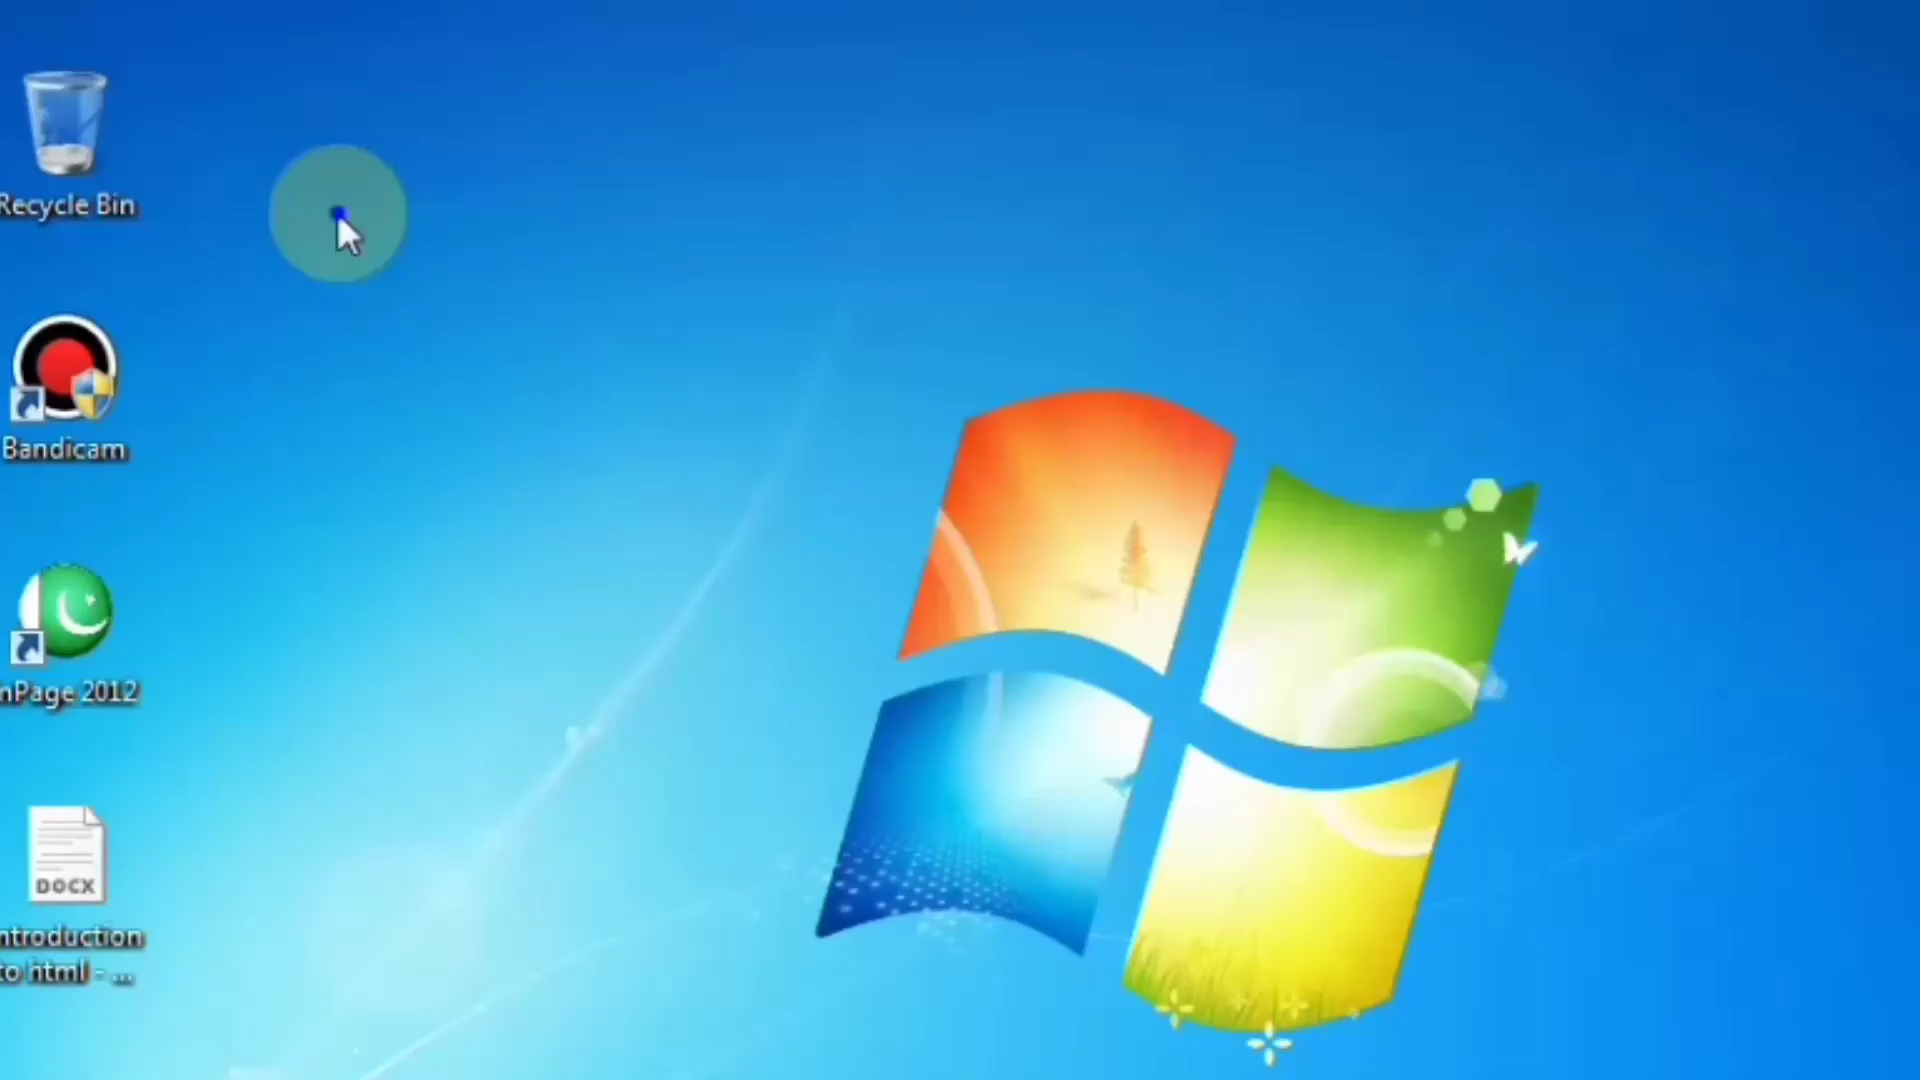 Recycle Bin
Bandicam
nPage 2012
DOCX
ntroduction
to html - ...